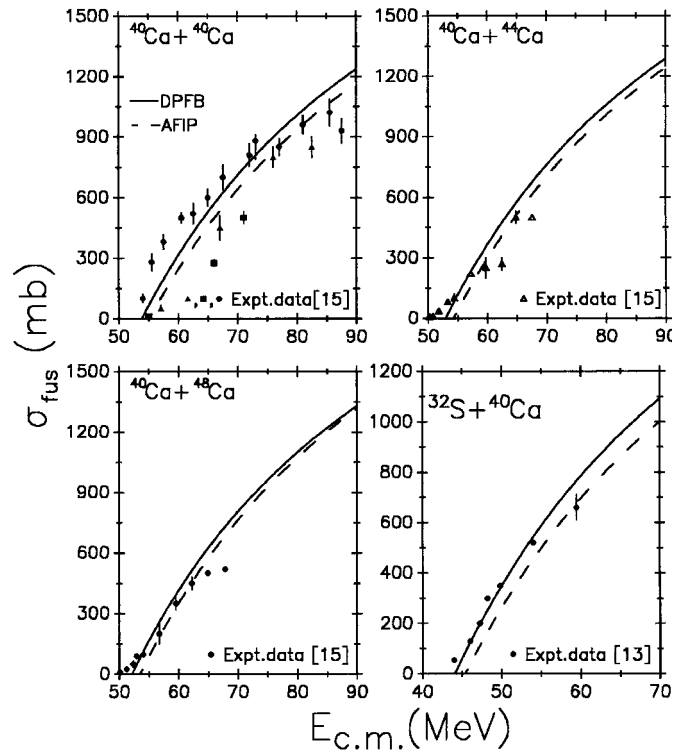 ⁴⁰Ca+ ⁴⁰Ca
1500
1200
900
600
300
0
DPFB
AFIP
, , Expt.data[15]
50 60 70 80 90
⁴⁰Ca+ ⁴⁴Ca
1500
1200
900
600
300
0
Expt.data [15]
50 60 70 80 90
σfus (mb)
⁴⁰Ca+ ⁴⁸Ca
1500
1200
900
600
300
0
Expt.data [15]
50 60 70 80 90
³²S+ ⁴⁰Ca
1200
1000
800
600
400
200
0
Expt.data [13]
40 50 60 70
Ec.m.(MeV)